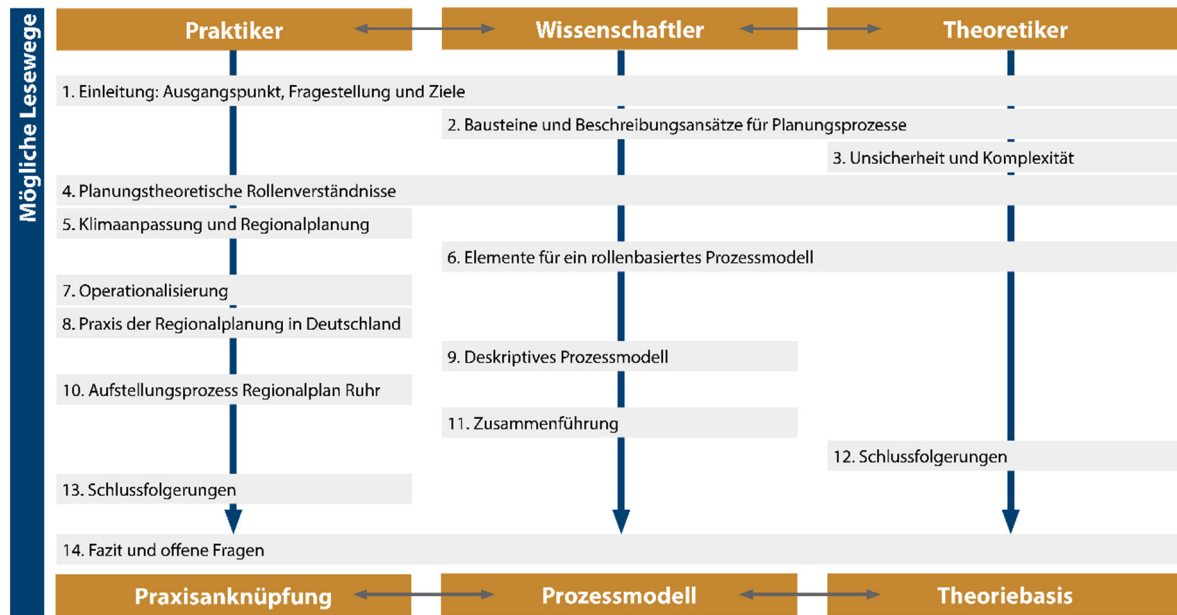 Mögliche Lesewege
Praktiker
Wissenschaftler
Theoretiker
1. Einleitung: Ausgangspunkt, Fragestellung und Ziele
2. Bausteine und Beschreibungsansätze für Planungsprozesse
3. Unsicherheit und Komplexität
4. Planungstheoretische Rollenverständnisse
5. Klimaanpassung und Regionalplanung
6. Elemente für ein rollenbasiertes Prozessmodell
7. Operationalisierung
8. Praxis der Regionalplanung in Deutschland
9. Deskriptives Prozessmodell
10. Aufstellungsprozess Regionalplan Ruhr
11. Zusammenführung
12. Schlussfolgerungen
13. Schlussfolgerungen
14. Fazit und offene Fragen
Praxisanknüpfung
Prozessmodell
Theoriebasis